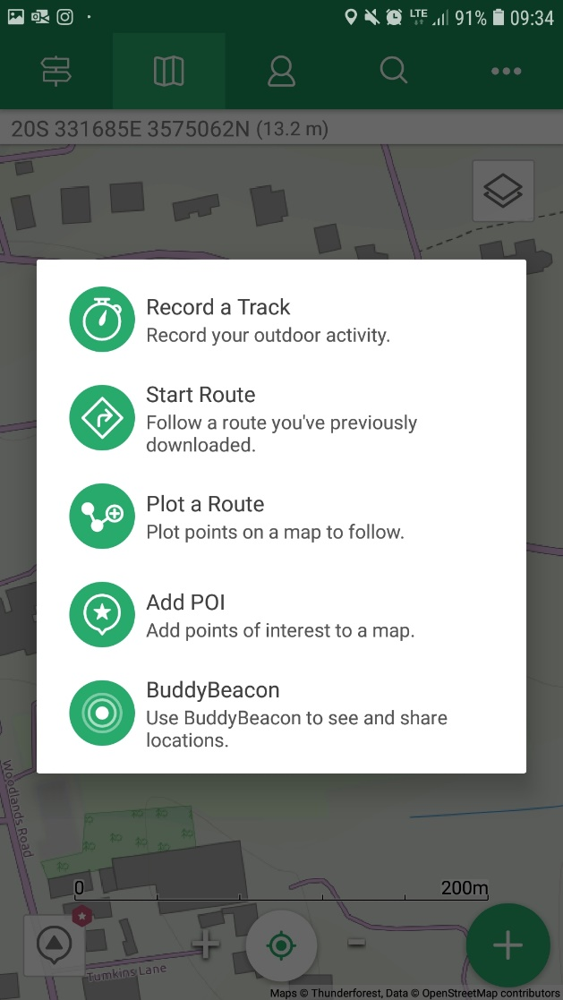 LTE 91% 09:34
20S 331685E 3575062N (13.2 m)
Record a Track
Record your outdoor activity.
Start Route
Follow a route you've previously
downloaded.
Plot a Route
Plot points on a map to follow.
Add POI
Add points of interest to a map.
BuddyBeacon
Use BuddyBeacon to see and share
locations.
Woodlands Road
0 200m
Tumkins Lane
Maps © Thunderforest, Data © OpenStreetMap contributors